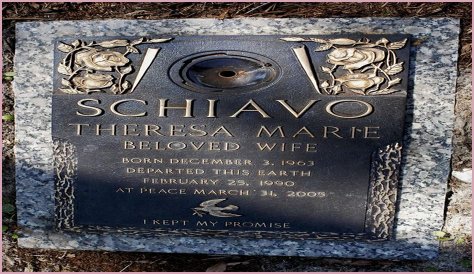 SCHIAVO
THERESA MARIE
BELOVED WIFE
BORN DECEMBER 3, 1963
DEPARTED THIS EARTH
FEBRUARY 25, 1990
AT PEACE MARCH 31, 2005
I KEPT MY PROMISE